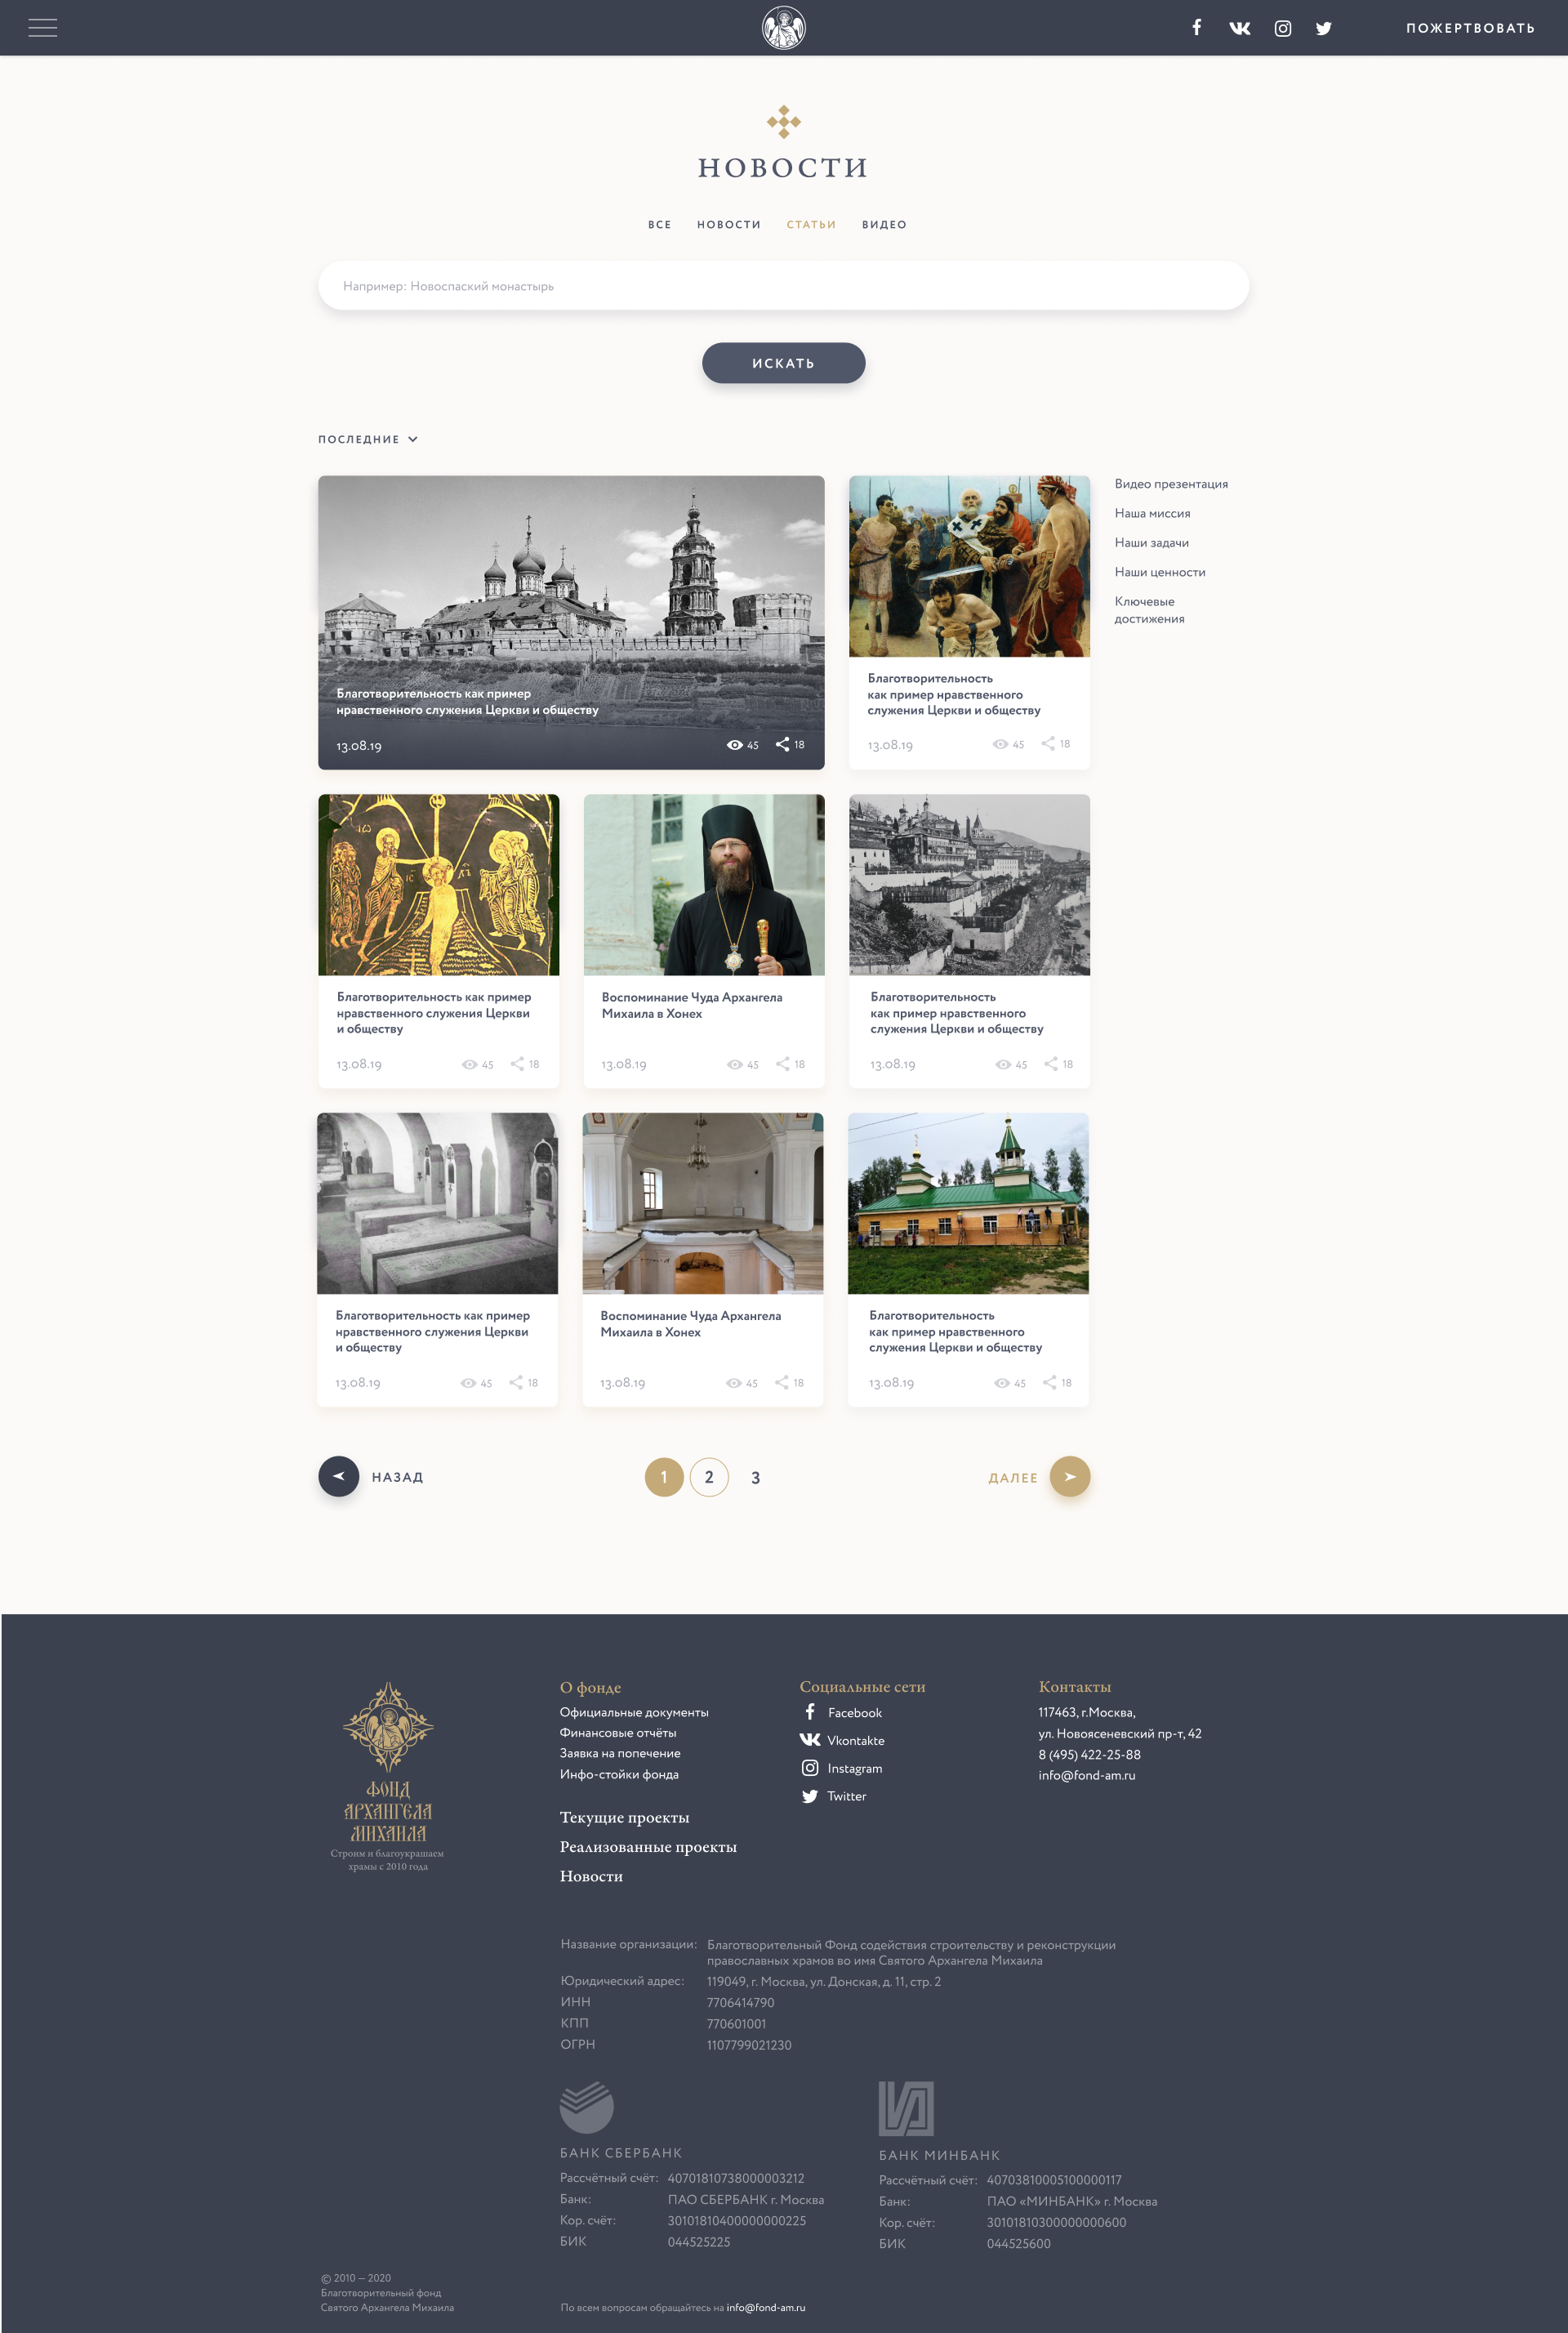 ПОЖЕРТВОВАТЬ
НОВОСТИ
ВСЕ НОВОСТИ СТАТЬИ ВИДЕО
Например: Новоспаский монастырь
ИСКАТЬ
ПОСЛЕДНИЕ
Благотворительность как пример
нравственного служения Церкви и обществу
13.08.19 45 18
Благотворительность
как пример нравственного
служения Церкви и обществу
13.08.19 45 18
Видео презентация
Наша миссия
Наши задачи
Наши ценности
Ключевые
достижения
Благотворительность как пример
нравственного служения Церкви
и обществу
13.08.19 45 18
Воспоминание Чуда Архангела
Михаила в Хонех
13.08.19 45 18
Благотворительность
как пример нравственного
служения Церкви и обществу
13.08.19 45 18
Благотворительность как пример
нравственного служения Церкви
и обществу
13.08.19 45 18
Воспоминание Чуда Архангела
Михаила в Хонех
13.08.19 45 18
Благотворительность
как пример нравственного
служения Церкви и обществу
13.08.19 45 18
НАЗАД 1 2 3 ДАЛЕЕ
ФОНД
АРХАНГЕЛА
МИХАИЛА
Строим и благоукрашаем
храмы с 2010 года
О фонде
Официальные документы
Финансовые отчёты
Заявка на попечение
Инфо-стойки фонда
Текущие проекты
Реализованные проекты
Новости
Социальные сети
Facebook
Vkontakte
Instagram
Twitter
Контакты
117463, г.Москва,
ул. Новоясеневский пр-т, 42
8 (495) 422-25-88
info@fond-am.ru
Название организации: Благотворительный Фонд содействия строительству и реконструкции
православных храмов во имя Святого Архангела Михаила
Юридический адрес: 119049, г. Москва, ул. Донская, д. 11, стр. 2
ИНН 7706414790
КПП 770601001
ОГРН 1107799021230
БАНК СБЕРБАНК
Рассчётный счёт: 40701810738000003212
Банк: ПАО СБЕРБАНК г. Москва
Кор. счёт: 30101810400000000225
БИК 044525225
БАНК МИНБАНК
Рассчётный счёт: 40703810005100000117
Банк: ПАО «МИНБАНК» г. Москва
Кор. счёт: 30101810300000000600
БИК 044525600
© 2010 — 2020
Благотворительный фонд
Святого Архангела Михаила
По всем вопросам обращайтесь на info@fond-am.ru